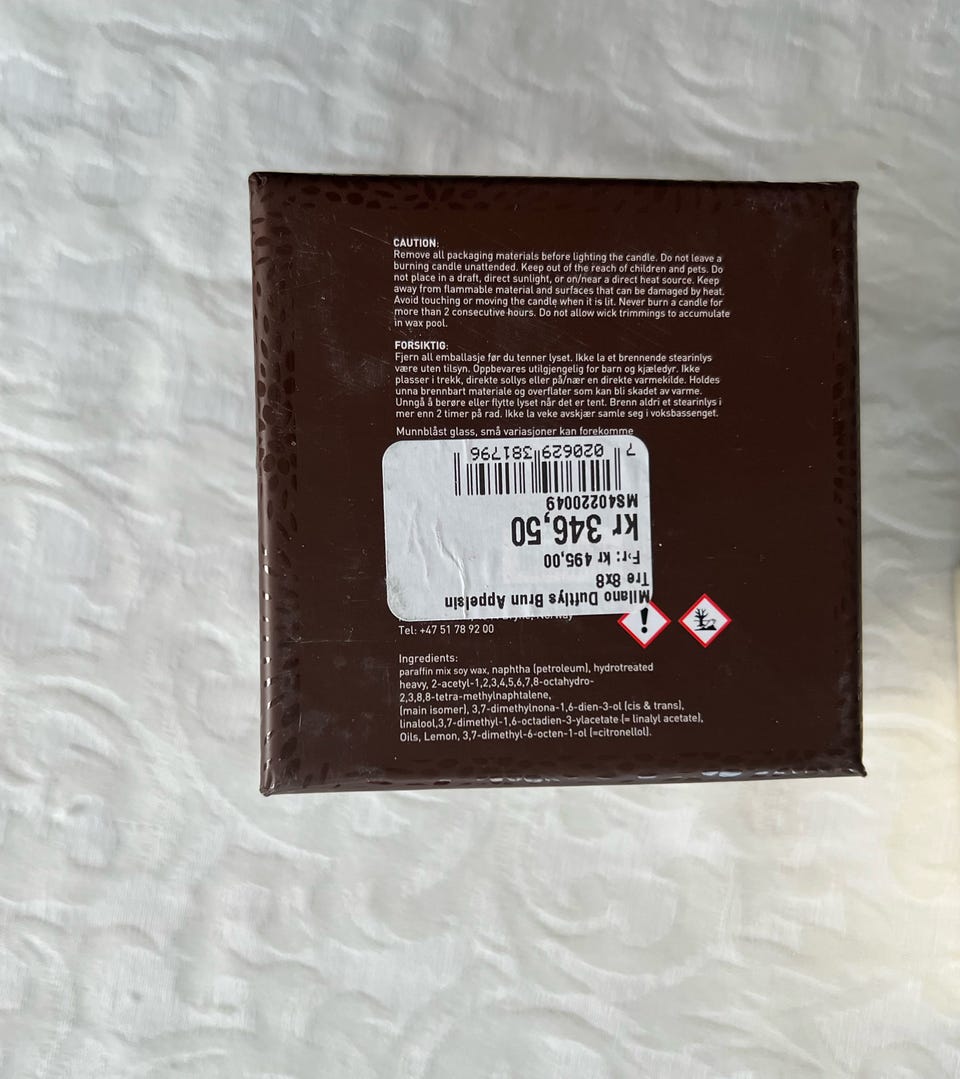 CAUTION:
Remove all packaging materials before lighting the candle. Do not leave a
burning candle unattended. Keep out of the reach of children and pets. Do
not place in a draft, direct sunlight, or on/near a direct heat source. Keep
away from flammable material and surfaces that can be damaged by heat.
Avoid touching or moving the candle when it is lit. Never burn a candle for
more than 2 consecutive hours. Do not allow wick trimmings to accumulate
in wax pool.
FORSIKTIG:
Fjern all emballasje før du tenner lyset. Ikke la et brennende stearinlys
være uten tilsyn. Oppbevares utilgjengelig for barn og kjæledyr. Ikke
plasser i trekk, direkte sollys eller på/nær en direkte varmekilde. Holdes
unna brennbart materiale og overflater som kan bli skadet av varme.
Unngå å berøre eller flytte lyset når det er tent. Brenn aldri et stearinlys i
mer enn 2 timer på rad. Ikke la veke avskjær samle seg i voksbassenget.
Munnblåst glass, små variasjoner kan forekomme
Milano Duftlys Brun Appelsin
Tre 8x8
Før: kr 495,00
kr 346,50
MS40220049
7 020629 381796
Norway
Tel: +47 51 78 92 00
Ingredients:
paraffin mix soy wax, naphtha (petroleum), hydrotreated
heavy, 2-acetyl-1,2,3,4,5,6,7,8-octahydro-
2,3,8,8-tetra-methylnaphtalene,
(main isomer), 3,7-dimethylnona-1,6-dien-3-ol (cis & trans),
linalool,3,7-dimethyl-1,6-octadien-3-ylacetate (= linalyl acetate),
Oils, Lemon, 3,7-dimethyl-6-octen-1-ol (=citronellol).